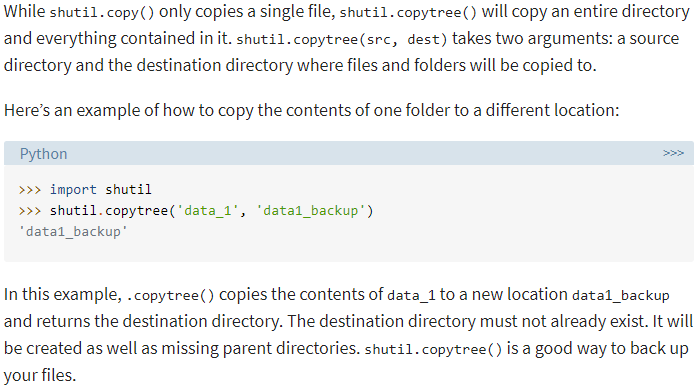 While shutil.copy() only copies a single file, shutil.copytree() will copy an entire directory
and everything contained in it. shutil.copytree(src, dest) takes two arguments: a source
directory and the destination directory where files and folders will be copied to.
Here’s an example of how to copy the contents of one folder to a different location:
Python >>>
>>> import shutil
>>> shutil.copytree('data_1', 'data1_backup')
'data1_backup'
In this example, .copytree() copies the contents of data_1 to a new location data1_backup
and returns the destination directory. The destination directory must not already exist. It will
be created as well as missing parent directories. shutil.copytree() is a good way to back up
your files.